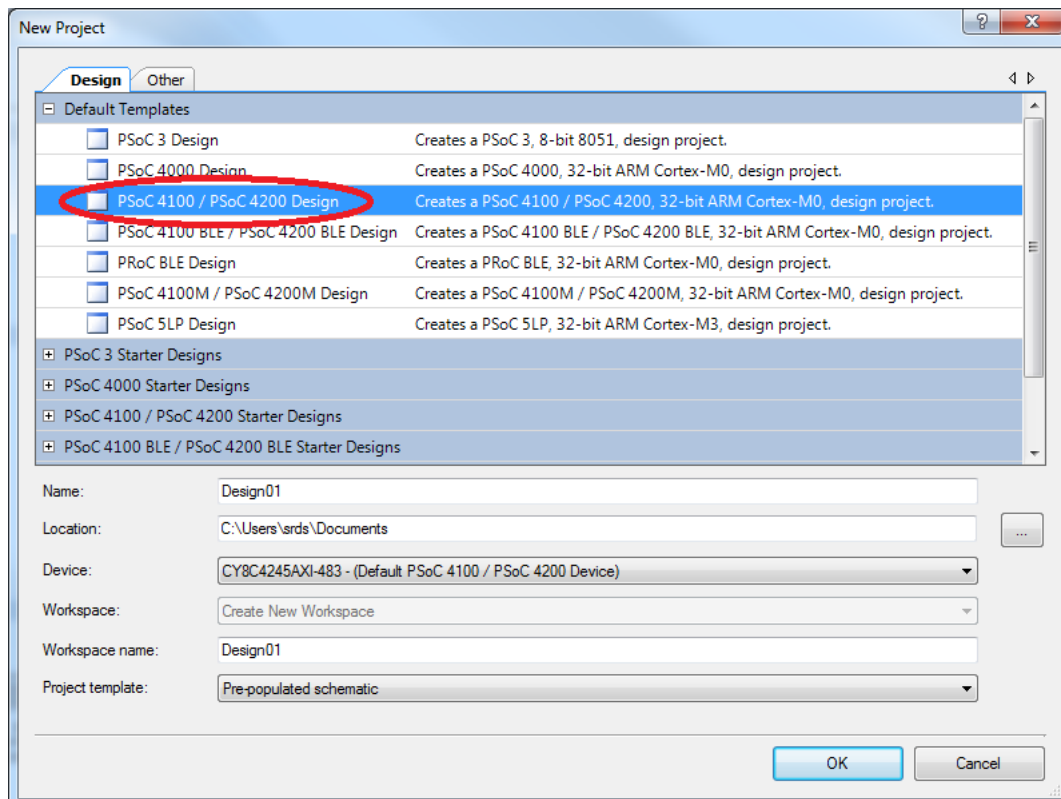 New Project
Design Other
Default Templates
PSoC 3 Design Creates a PSoC 3, 8-bit 8051, design project.
PSoC 4000 Design Creates a PSoC 4000, 32-bit ARM Cortex-M0, design project.
PSoC 4100 / PSoC 4200 Design Creates a PSoC 4100 / PSoC 4200, 32-bit ARM Cortex-M0, design project.
PSoC 4100 BLE / PSoC 4200 BLE Design Creates a PSoC 4100 BLE / PSoC 4200 BLE, 32-bit ARM Cortex-M0, design project.
PRoC BLE Design Creates a PRoC BLE, 32-bit ARM Cortex-M0, design project.
PSoC 4100M / PSoC 4200M Design Creates a PSoC 4100M / PSoC 4200M, 32-bit ARM Cortex-M0, design project.
PSoC 5LP Design Creates a PSoC 5LP, 32-bit ARM Cortex-M3, design project.
PSoC 3 Starter Designs
PSoC 4000 Starter Designs
PSoC 4100 / PSoC 4200 Starter Designs
PSoC 4100 BLE / PSoC 4200 BLE Starter Designs
Name: Design01
Location: C:\Users\srds\Documents ...
Device: CY8C4245AXI-483 - (Default PSoC 4100 / PSoC 4200 Device)
Workspace: Create New Workspace
Workspace name: Design01
Project template: Pre-populated schematic
OK Cancel